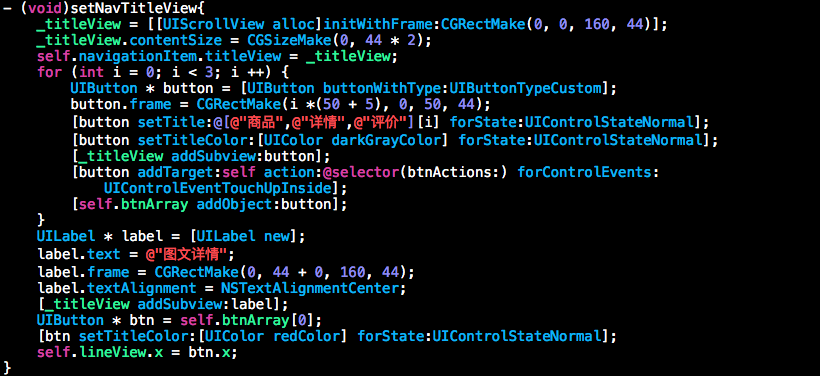 - (void)setNavTitleView{
    _titleView = [[UIScrollView alloc]initWithFrame:CGRectMake(0, 0, 160, 44)];
    _titleView.contentSize = CGSizeMake(0, 44 * 2);
    self.navigationItem.titleView = _titleView;
    for (int i = 0; i < 3; i ++) {
        UIButton * button = [UIButton buttonWithType:UIButtonTypeCustom];
        button.frame = CGRectMake(i *(50 + 5), 0, 50, 44);
        [button setTitle:@[@"商品",@"详情",@"评价"][i] forState:UIControlStateNormal];
        [button setTitleColor:[UIColor darkGrayColor] forState:UIControlStateNormal];
        [_titleView addSubview:button];
        [button addTarget:self action:@selector(btnActions:) forControlEvents:
            UIControlEventTouchUpInside];
        [self.btnArray addObject:button];
    }
    UILabel * label = [UILabel new];
    label.text = @"图文详情";
    label.frame = CGRectMake(0, 44 + 0, 160, 44);
    label.textAlignment = NSTextAlignmentCenter;
    [_titleView addSubview:label];
    UIButton * btn = self.btnArray[0];
    [btn setTitleColor:[UIColor redColor] forState:UIControlStateNormal];
    self.lineView.x = btn.x;
}